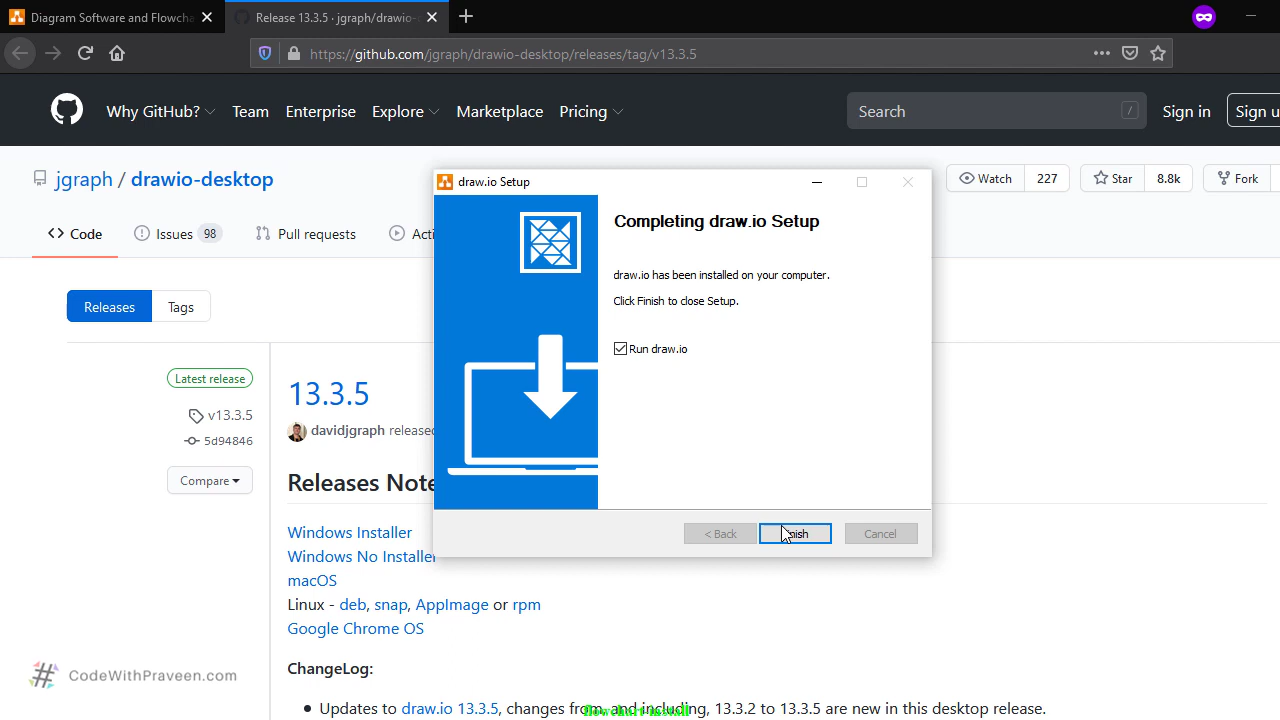 Diagram Software and Flowcha
Release 13.3.5 · jgraph/drawio-
https://github.com/jgraph/drawio-desktop/releases/tag/v13.3.5
Why GitHub?
Team
Enterprise
Explore
Marketplace
Pricing
Search
/
Sign in
Sign u
jgraph / drawio-desktop
Watch 227
Star 8.8k
Fork
Code
Issues 98
Pull requests
Acti
draw.io Setup
Completing draw.io Setup
draw.io has been installed on your computer.
Click Finish to close Setup.
Run draw.io
< Back
Finish
Cancel
Releases
Tags
Latest release
v13.3.5
5d94846
Compare
13.3.5
davidjgraph released
Releases Note
Windows Installer
Windows No Installer
macOS
Linux - deb, snap, AppImage or rpm
Google Chrome OS
ChangeLog:
Updates to draw.io 13.3.5, changes from, and including, 13.3.2 to 13.3.5 are new in this desktop release.
CodeWithPraveen.com
flowchart-install